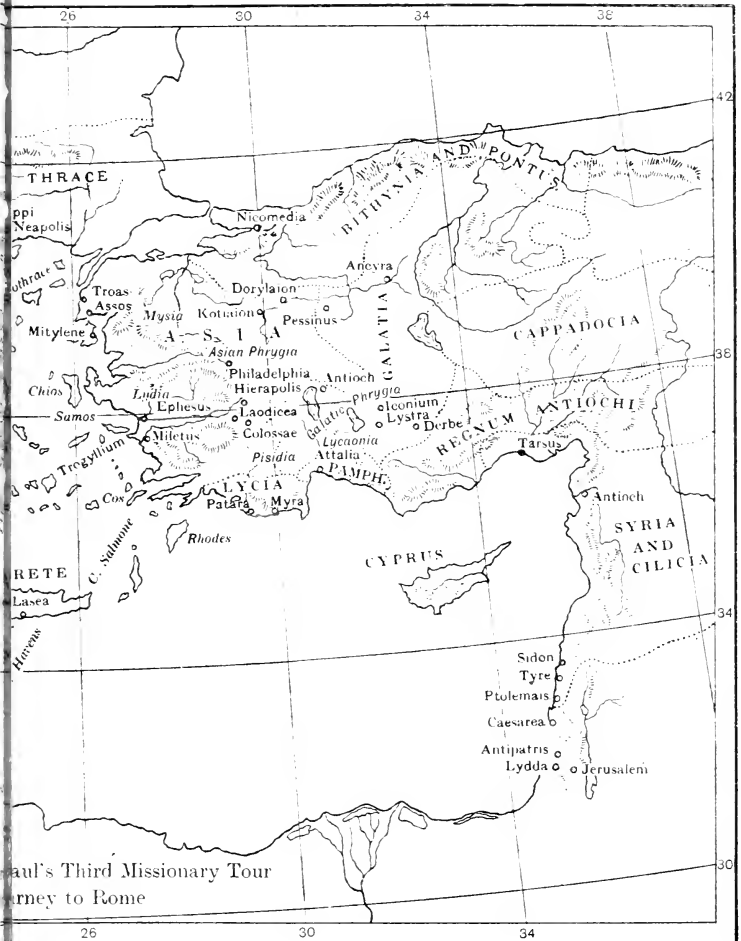 26 30 34 38
42
THRACE
BITHYNIA AND PONTUS
ppi
Neapolis
Nicomedia
othrace
Ancyra
Troas
Dorylaion
Assos
Mysia
Kotiaion
Pessinus
Mitylene
A S I A
GALATIA
CAPPADOCIA
Asian Phrygia
38
Philadelphia
Chios
Lydia
Hierapolis
Antioch
Galatic Phrygia
Iconium
REGNUM ANTIOCHI
Samos
Ephesus
Laodicea
Lystra
Derbe
Miletus
Colossae
Lycaonia
Tarsus
Trogyllium
Pisidia
Attalia
PAMPH.
Cos
LYCIA
Antioch
Patara
Myra
C. Salmone
Rhodes
SYRIA
AND
CILICIA
CYPRUS
RETE
Lasea
34
Havens
Sidon
Tyre
Ptolemais
Caesarea
Antipatris
Lydda
Jerusalem
aul's Third Missionary Tour
rney to Rome
30
26 30 34